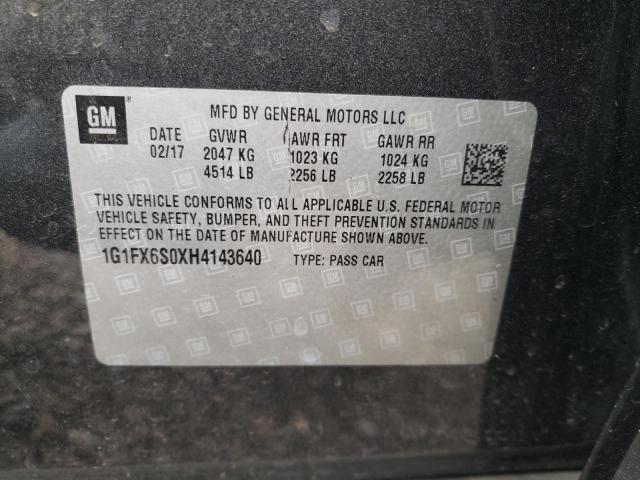 GM
MFD BY GENERAL MOTORS LLC
DATE GVWR GAWR FRT GAWR RR
02/17 2047 KG 1023 KG 1024 KG
4514 LB 2256 LB 2258 LB
THIS VEHICLE CONFORMS TO ALL APPLICABLE U.S. FEDERAL MOTOR
VEHICLE SAFETY, BUMPER, AND THEFT PREVENTION STANDARDS IN
EFFECT ON THE DATE OF MANUFACTURE SHOWN ABOVE.
1G1FX6S0XH4143640 TYPE: PASS CAR